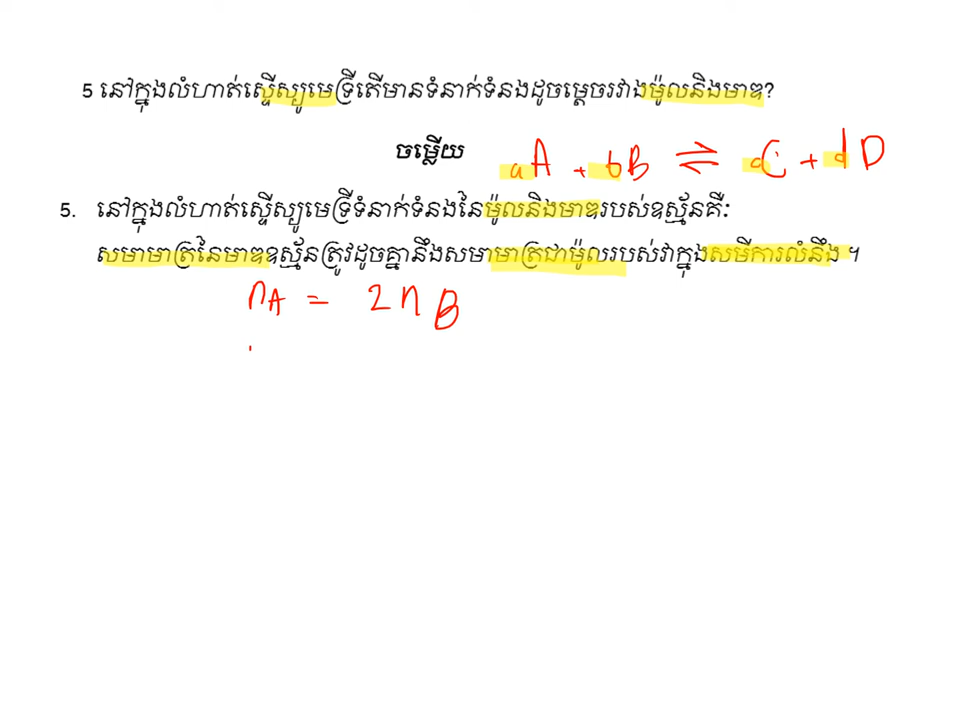 5 នៅក្នុងលំហាត់ស្ទើស្យូមេទ្រីតើមានទំនាក់ទំនងដូចម្តេចរវាងម៉ូលនិងមាឌ?
ចម្លើយ
aA + bB ⇌ cC + dD
5. នៅក្នុងលំហាត់ស្ទើស្យូមេទ្រីទំនាក់ទំនងនៃម៉ូលនិងមាឌរបស់ឧស្ម័នគឺ:
សមាមាត្រនៃមាឌឧស្ម័នត្រូវដូចគ្នានឹងសមាមាត្រជាម៉ូលរបស់វាក្នុងសមីការលំនឹង ។
nA = 2nB